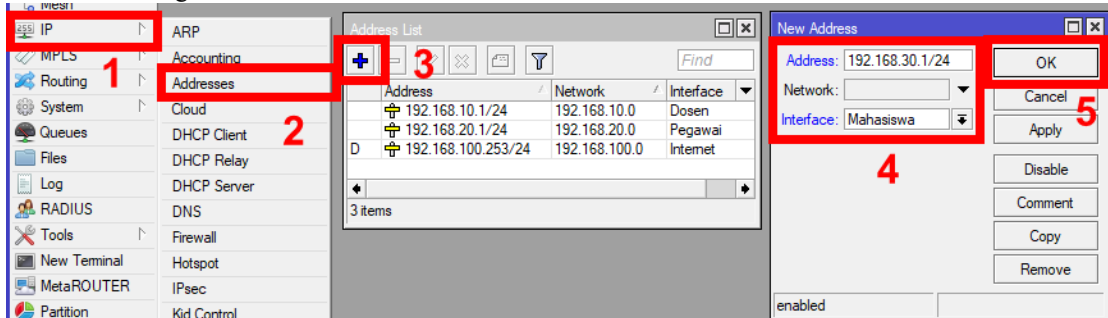 Mesh
IP
MPLS
1
Routing
System
Queues
Files
Log
RADIUS
Tools
New Terminal
MetaROUTER
Partition
ARP
Accounting
Addresses
Cloud
2
DHCP Client
DHCP Relay
DHCP Server
DNS
Firewall
Hotspot
IPsec
Kid Control
Address List
3
Find
Address Network Interface
192.168.10.1/24 192.168.10.0 Dosen
192.168.20.1/24 192.168.20.0 Pegawai
D 192.168.100.253/24 192.168.100.0 Internet
3 items
New Address
Address: 192.168.30.1/24
Network:
Interface: Mahasiswa
4
OK
Cancel
5
Apply
Disable
Comment
Copy
Remove
enabled